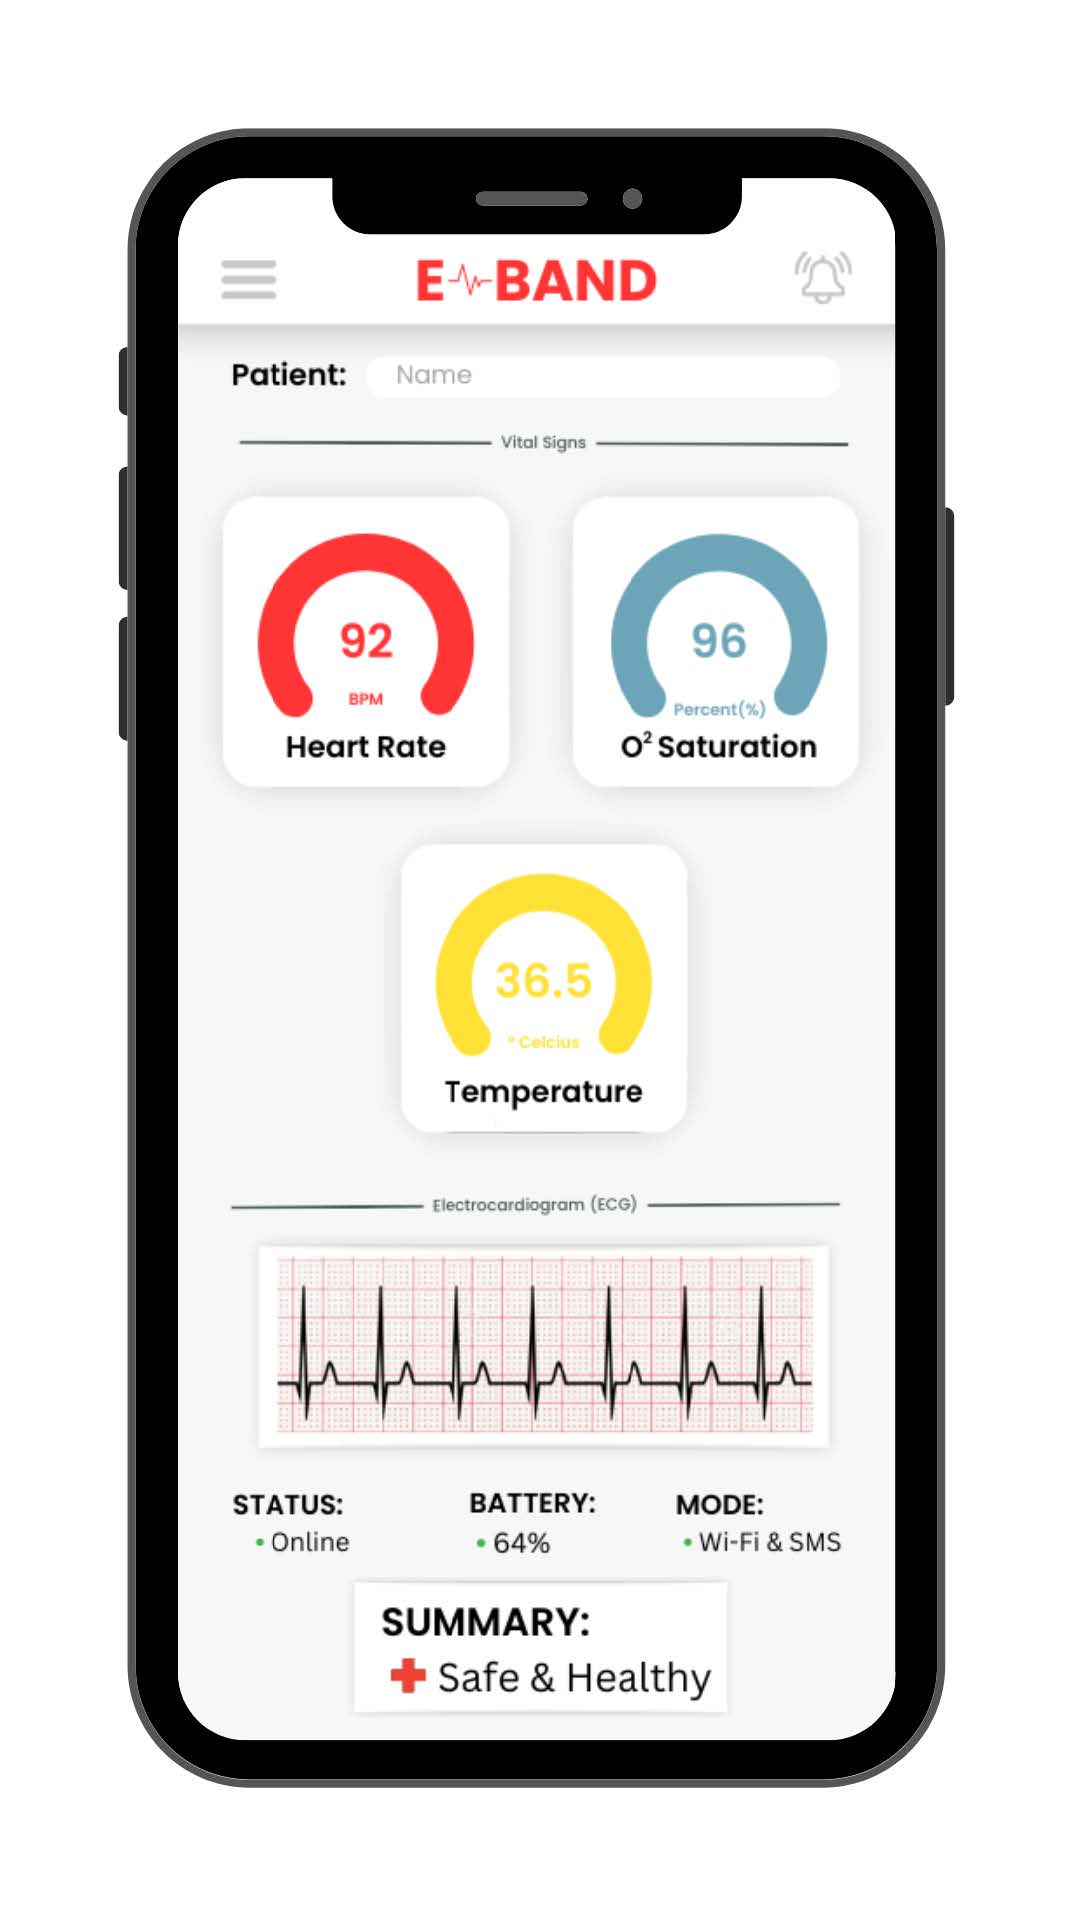 E BAND
Patient: Name
Vital Signs
92
BPM
Heart Rate
96
Percent(%)
O² Saturation
36.5
° Celcius
Temperature
Electrocardiogram (ECG)
STATUS: BATTERY: MODE:
• Online • 64% • Wi-Fi & SMS
SUMMARY:
Safe & Healthy